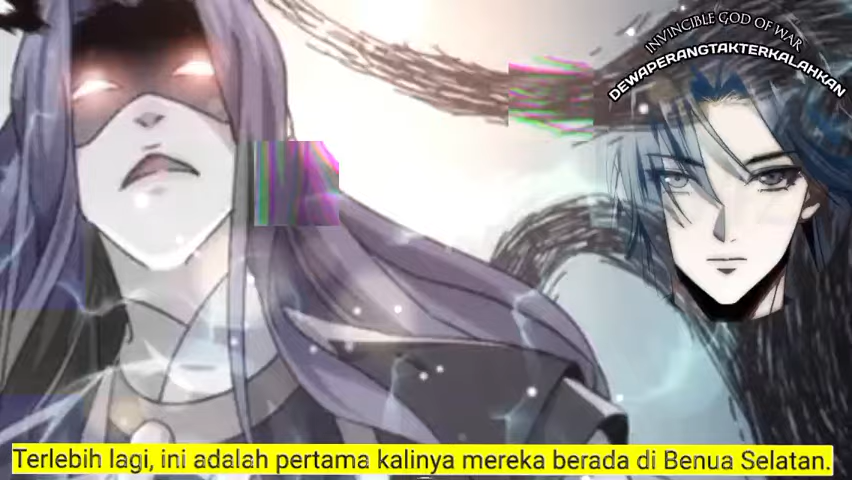 INVINCIBLE GOD OF WAR
DEWAPERANGTAKTERKALAHKAN
Terlebih lagi, ini adalah pertama kalinya mereka berada di Benua Selatan.